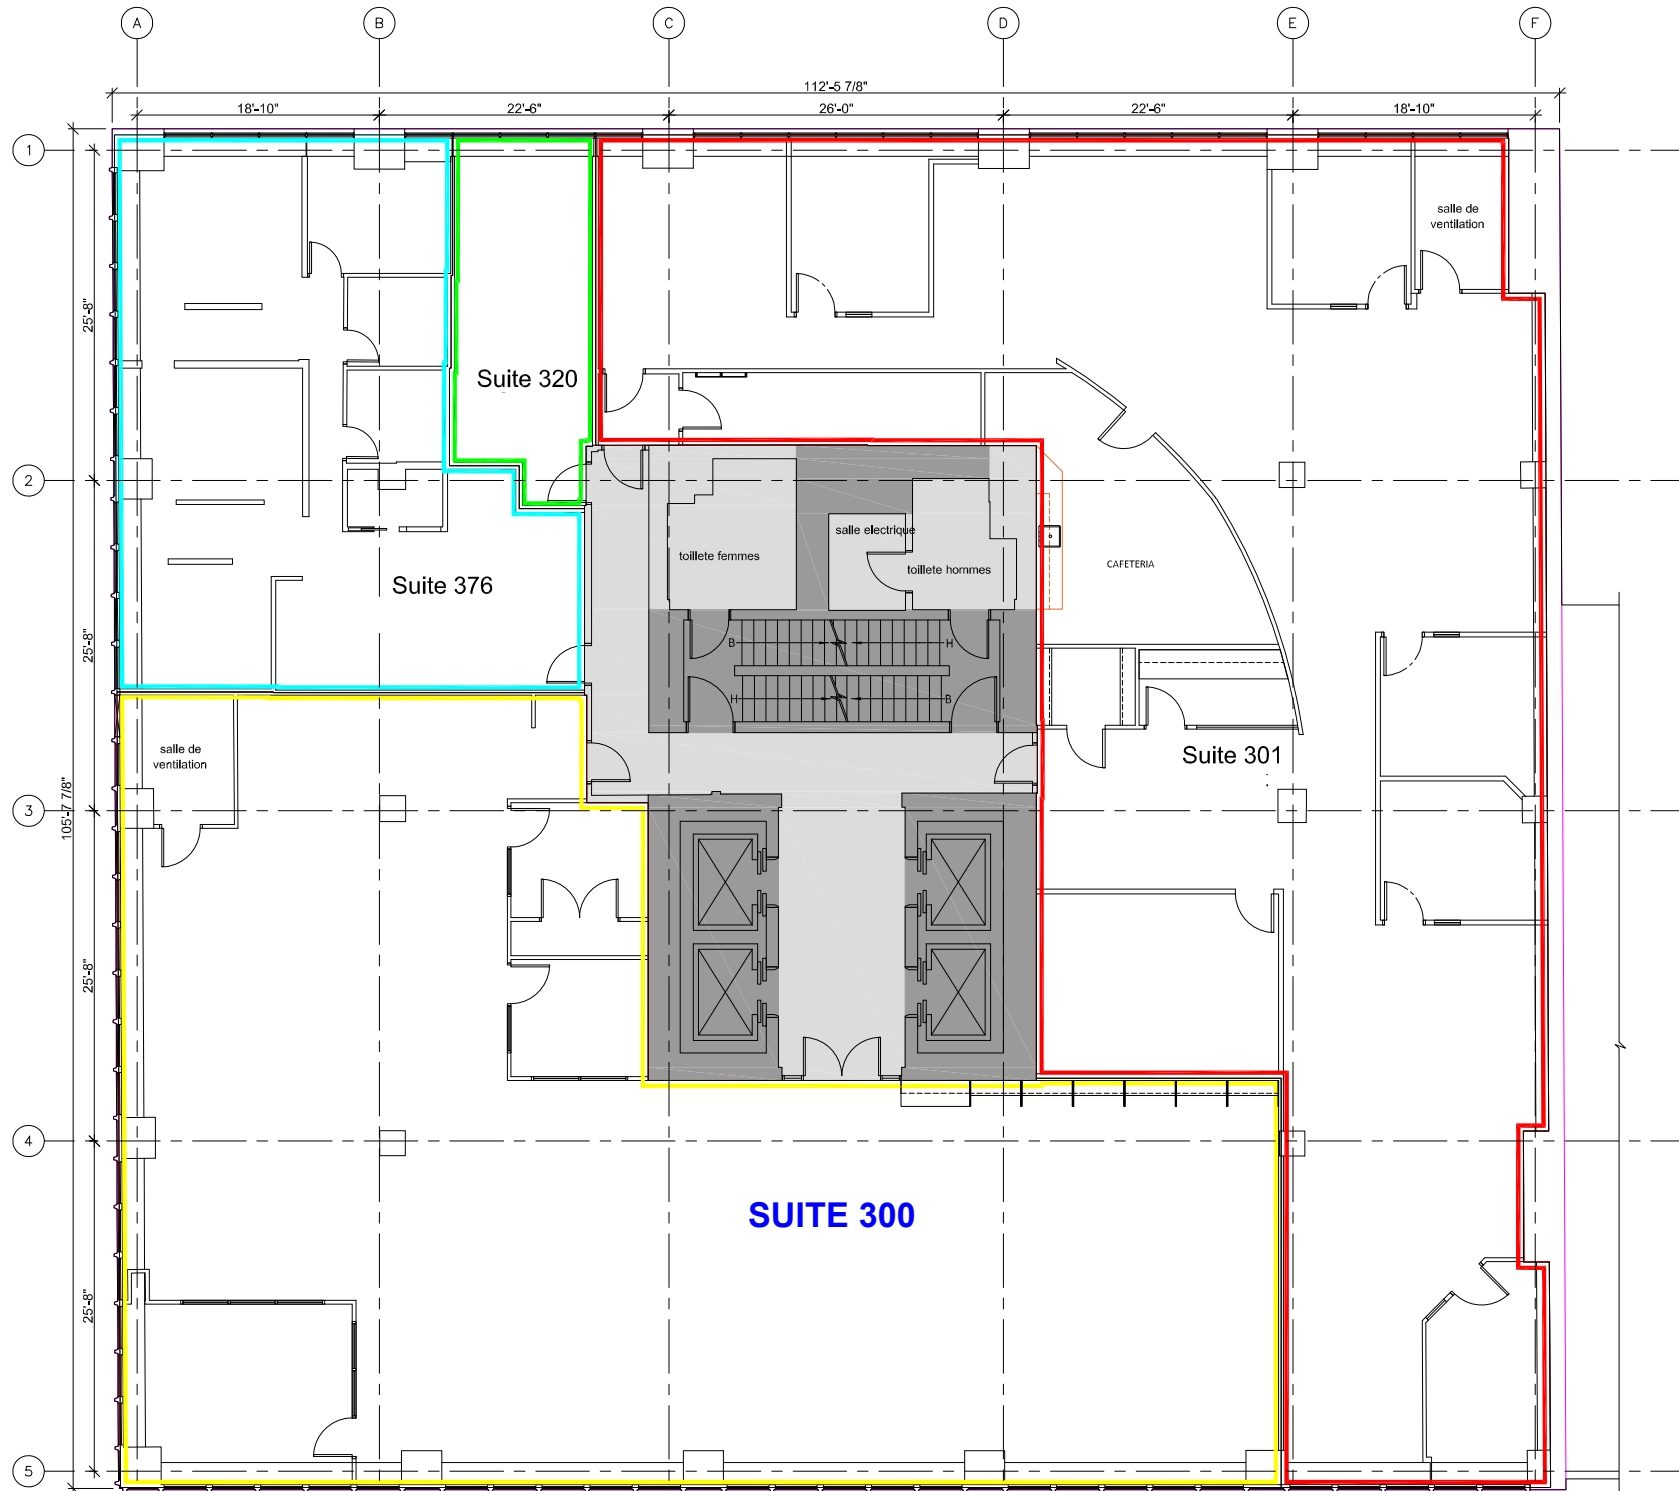 A B C D E F
112'-5 7/8"
18'-10" 22'-6" 26'-0" 22'-6" 18'-10"
1
salle de
ventilation
25'-8"
Suite 320
2
salle electrique
toillete femmes
toillete hommes
CAFETERIA
Suite 376
25'-8"
B H
H B
salle de
ventilation
Suite 301
105'-7 7/8"
3
25'-8"
4
SUITE 300
25'-8"
5